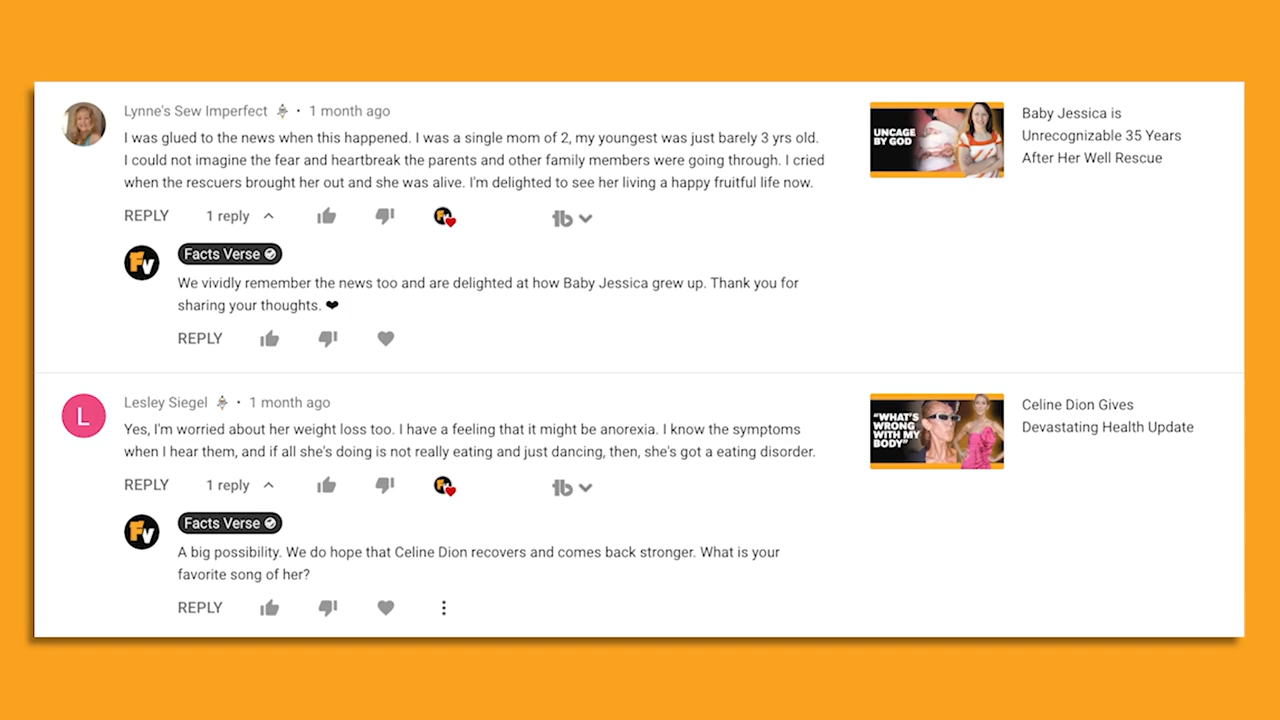 Lynne's Sew Imperfect • 1 month ago
I was glued to the news when this happened. I was a single mom of 2, my youngest was just barely 3 yrs old.
I could not imagine the fear and heartbreak the parents and other family members were going through. I cried
when the rescuers brought her out and she was alive. I'm delighted to see her living a happy fruitful life now.
REPLY 1 reply
tb
UNCAGE
BY GOD
Baby Jessica is
Unrecognizable 35 Years
After Her Well Rescue
FV
Facts Verse
We vividly remember the news too and are delighted at how Baby Jessica grew up. Thank you for
sharing your thoughts. ❤
REPLY
L
Lesley Siegel • 1 month ago
Yes, I'm worried about her weight loss too. I have a feeling that it might be anorexia. I know the symptoms
when I hear them, and if all she's doing is not really eating and just dancing, then, she's got a eating disorder.
REPLY 1 reply
tb
"WHAT'S
WRONG
WITH MY
BODY"
Celine Dion Gives
Devastating Health Update
FV
Facts Verse
A big possibility. We do hope that Celine Dion recovers and comes back stronger. What is your
favorite song of her?
REPLY